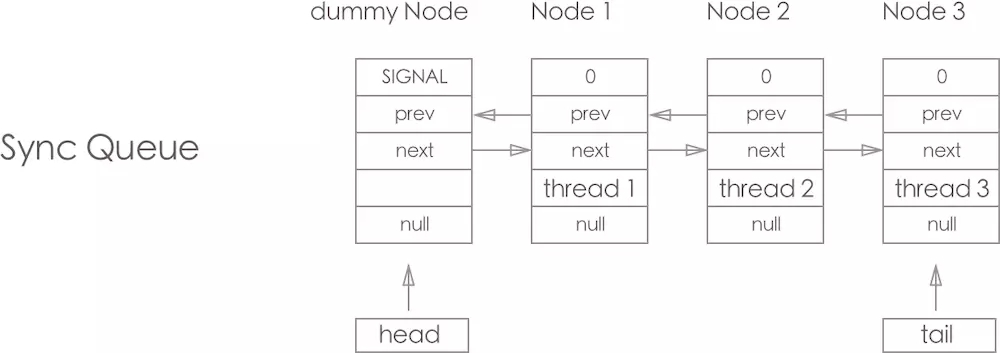 dummy Node Node 1 Node 2 Node 3
SIGNAL 0 0 0
prev prev prev prev
Sync Queue
next next next next
thread 1 thread 2 thread 3
null null null null
head tail